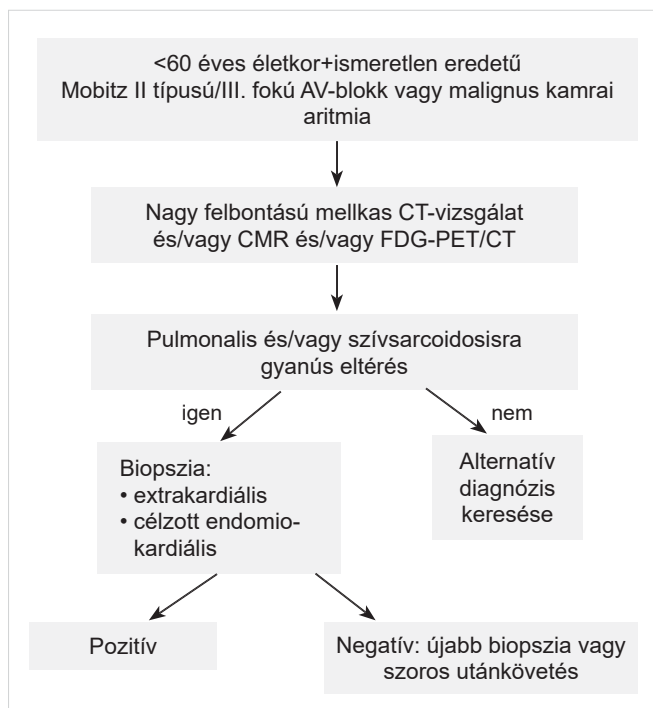 <60 éves életkor+ismeretlen eredetű
Mobitz II típusú/III. fokú AV-blokk vagy malignus kamrai
aritmia
Nagy felbontású mellkas CT-vizsgálat
és/vagy CMR és/vagy FDG-PET/CT
Pulmonalis és/vagy szívsarcoidosisra
gyanús eltérés
igen
nem
Biopszia:
• extrakardiális
• célzott endomio-
kardiális
Alternatív
diagnózis
keresése
Pozitív
Negatív: újabb biopszia vagy
szoros utánkövetés